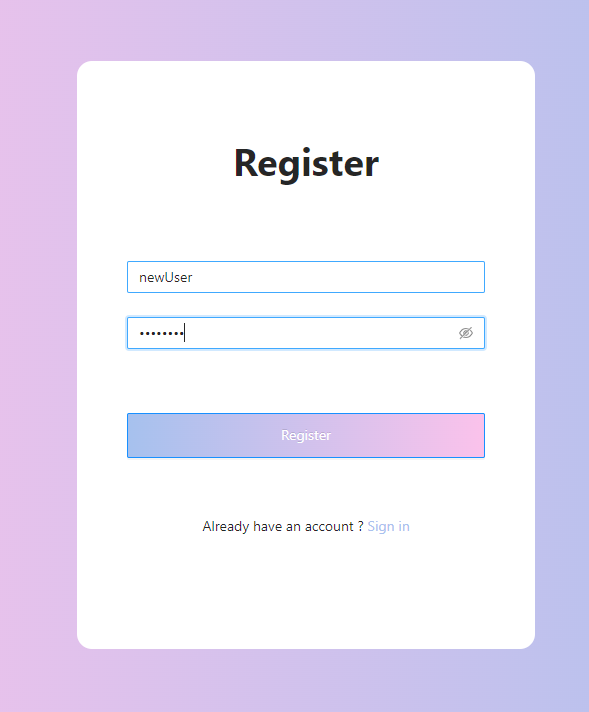 Register
newUser
••••••••
Register
Already have an account ? Sign in